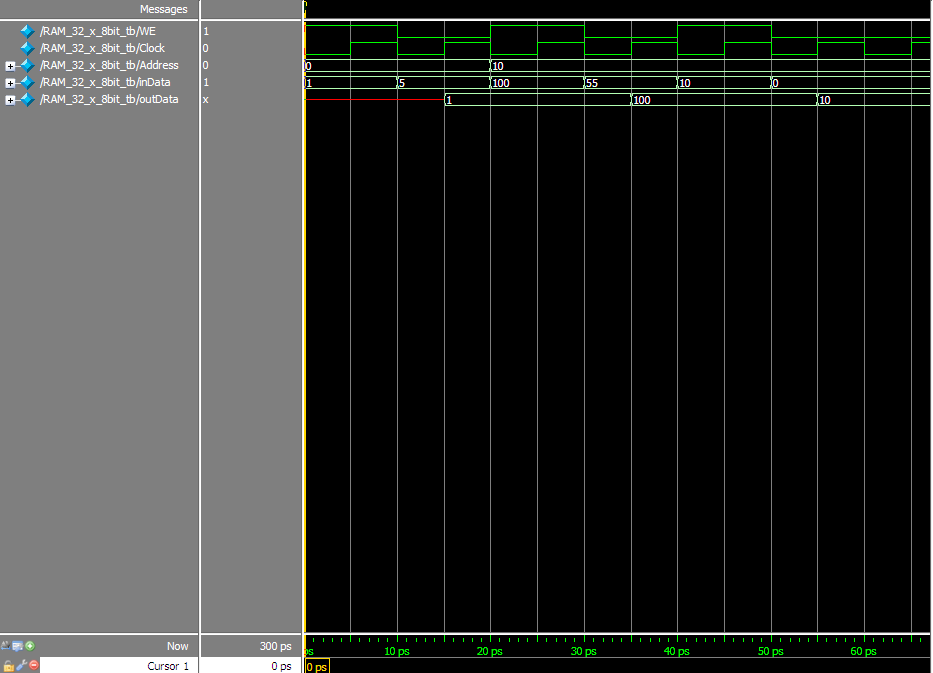 Messages
/RAM_32_x_8bit_tb/WE 1
/RAM_32_x_8bit_tb/Clock 0
/RAM_32_x_8bit_tb/Address 0 0 10
/RAM_32_x_8bit_tb/inData 1 1 5 100 55 10 0
/RAM_32_x_8bit_tb/outData x 1 100 10
Now 300 ps ps 10 ps 20 ps 30 ps 40 ps 50 ps 60 ps
Cursor 1 0 ps 0 ps